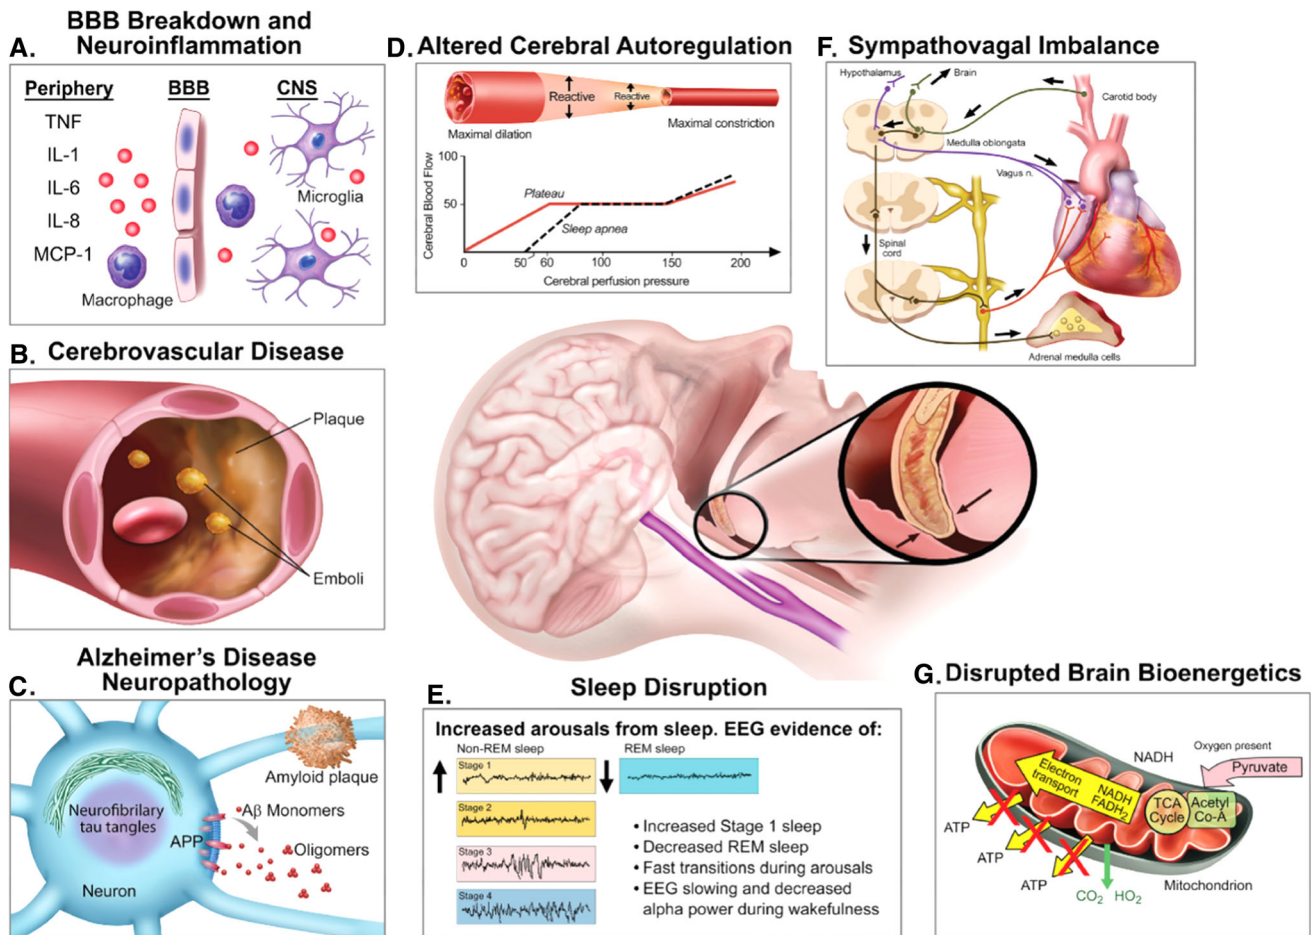 A. BBB Breakdown and
Neuroinflammation
Periphery BBB CNS
TNF
IL-1
IL-6
IL-8
MCP-1
Macrophage
Microglia
B. Cerebrovascular Disease
Plaque
Emboli
C. Alzheimer's Disease
Neuropathology
Amyloid plaque
Neurofibrilary
tau tangles
Aβ Monomers
APP
Oligomers
Neuron
D. Altered Cerebral Autoregulation
Reactive
Reactive
Maximal dilation
Maximal constriction
Cerebral Blood Flow
100
50
Plateau
Sleep apnea
0 50 60 100 150 200
Cerebral perfusion pressure
E. Sleep Disruption
Increased arousals from sleep. EEG evidence of:
Non-REM sleep
REM sleep
Stage 1
Stage 2
Stage 3
Stage 4
• Increased Stage 1 sleep
• Decreased REM sleep
• Fast transitions during arousals
• EEG slowing and decreased
alpha power during wakefulness
F. Sympathovagal Imbalance
Hypothalamus
Brain
Carotid body
Medulla oblongata
Vagus n.
Spinal
cord
Adrenal medulla cells
G. Disrupted Brain Bioenergetics
NADH
Oxygen present
Pyruvate
Electron
transport
NADH
FADH₂
TCA
Cycle
Acetyl
Co-A
ATP
ATP
ATP
CO₂ HO₂
Mitochondrion